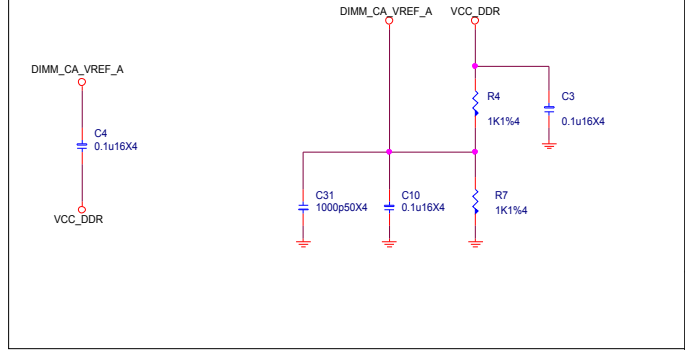 DIMM_CA_VREF_A
VCC_DDR
DIMM_CA_VREF_A
R4
C3
1K1%4
0.1u16X4
C4
0.1u16X4
C31
1000p50X4
C10
0.1u16X4
R7
1K1%4
VCC_DDR